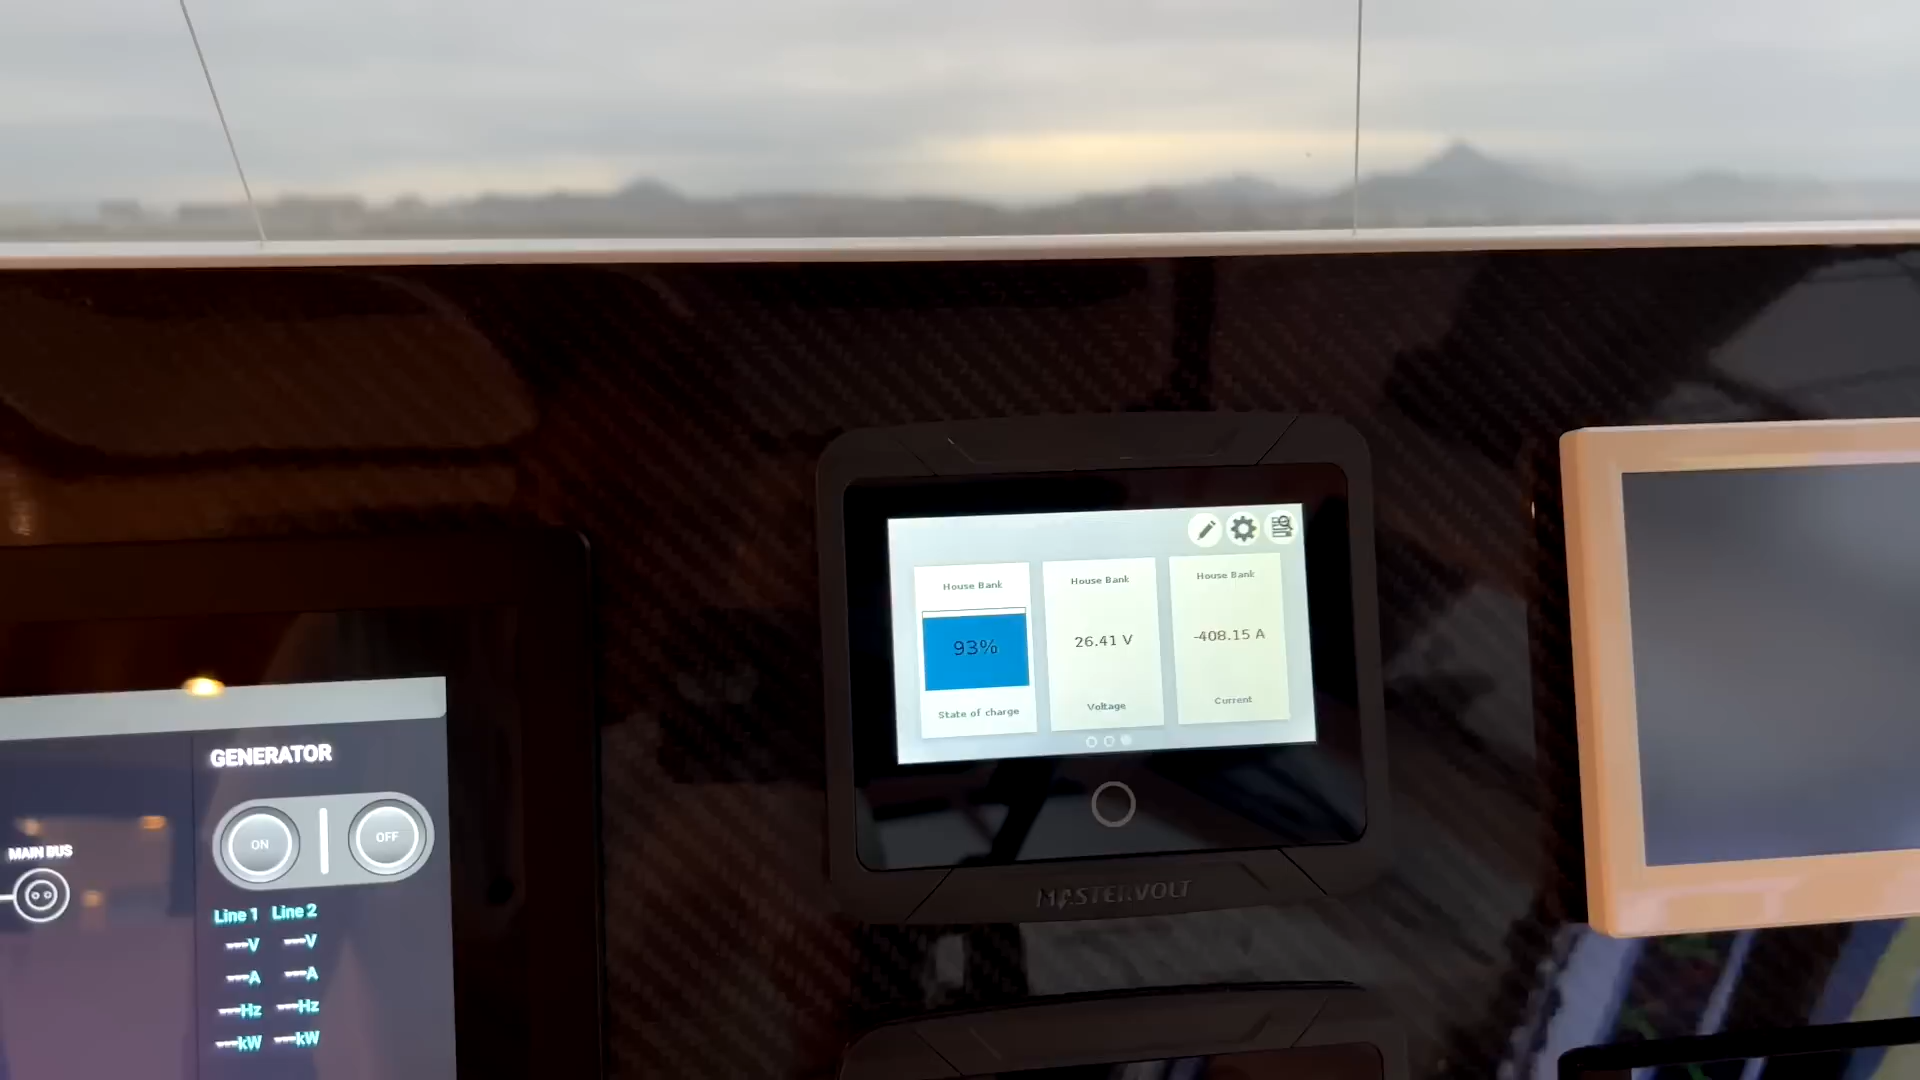 House Bank
93%
State of charge
House Bank
26.41 V
Voltage
House Bank
-408.15 A
Current
MASTERVOLT
GENERATOR
ON
OFF
MAIN BUS
Line 1 Line 2
---V ---V
---A ---A
---Hz ---Hz
---kW ---kW